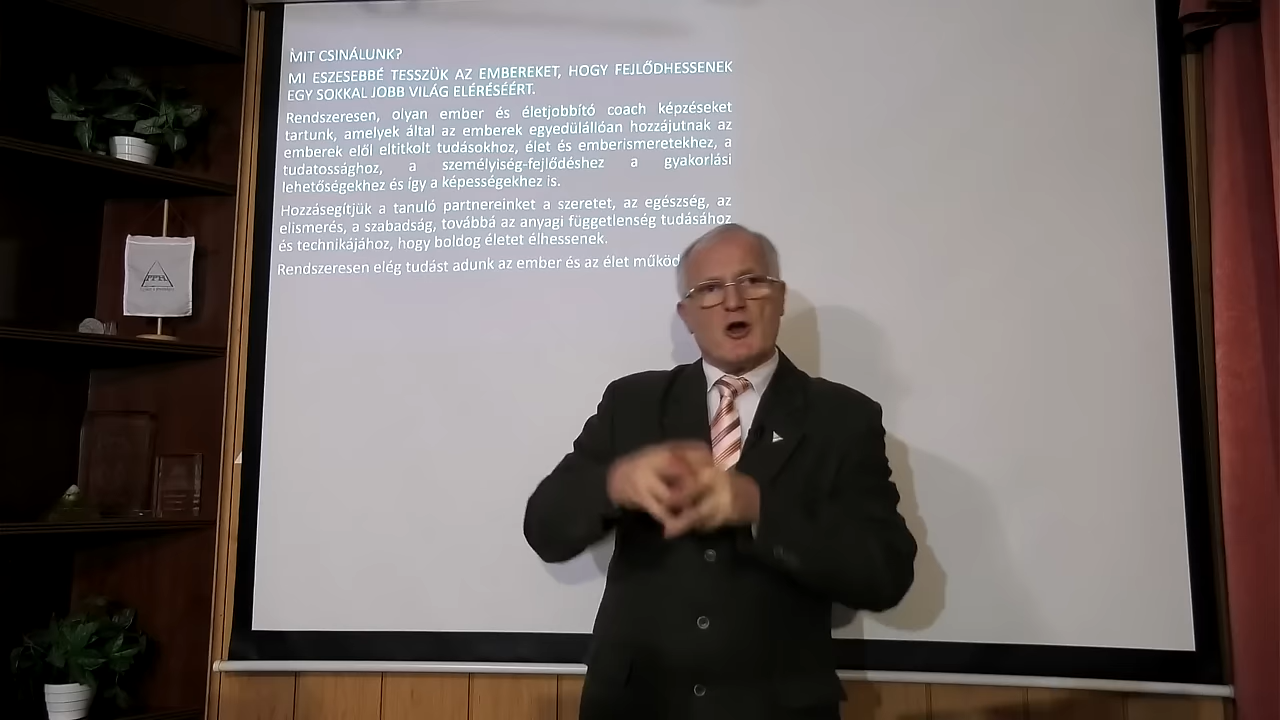 MIT CSINÁLUNK?
MI ESZESEBBÉ TESSZÜK AZ EMBEREKET, HOGY FEJLŐDHESSENEK
EGY SOKKAL JOBB VILÁG ELÉRÉSÉÉRT.
Rendszeresen, olyan ember és életjobbító coach képzéseket
tartunk, amelyek által az emberek egyedülállóan hozzájutnak az
emberek elől eltitkolt tudásokhoz, élet és emberismeretekhez, a
tudatossághoz, a személyiség-fejlődéshez a gyakorlási
lehetőségekhez és így a képességekhez is.
Hozzásegítjük a tanuló partnereinket a szeretet, az egészség, az
elismerés, a szabadság, továbbá az anyagi függetlenség tudásához
és technikájához, hogy boldog életet élhessenek.
Rendszeresen elég tudást adunk az ember és az élet működ